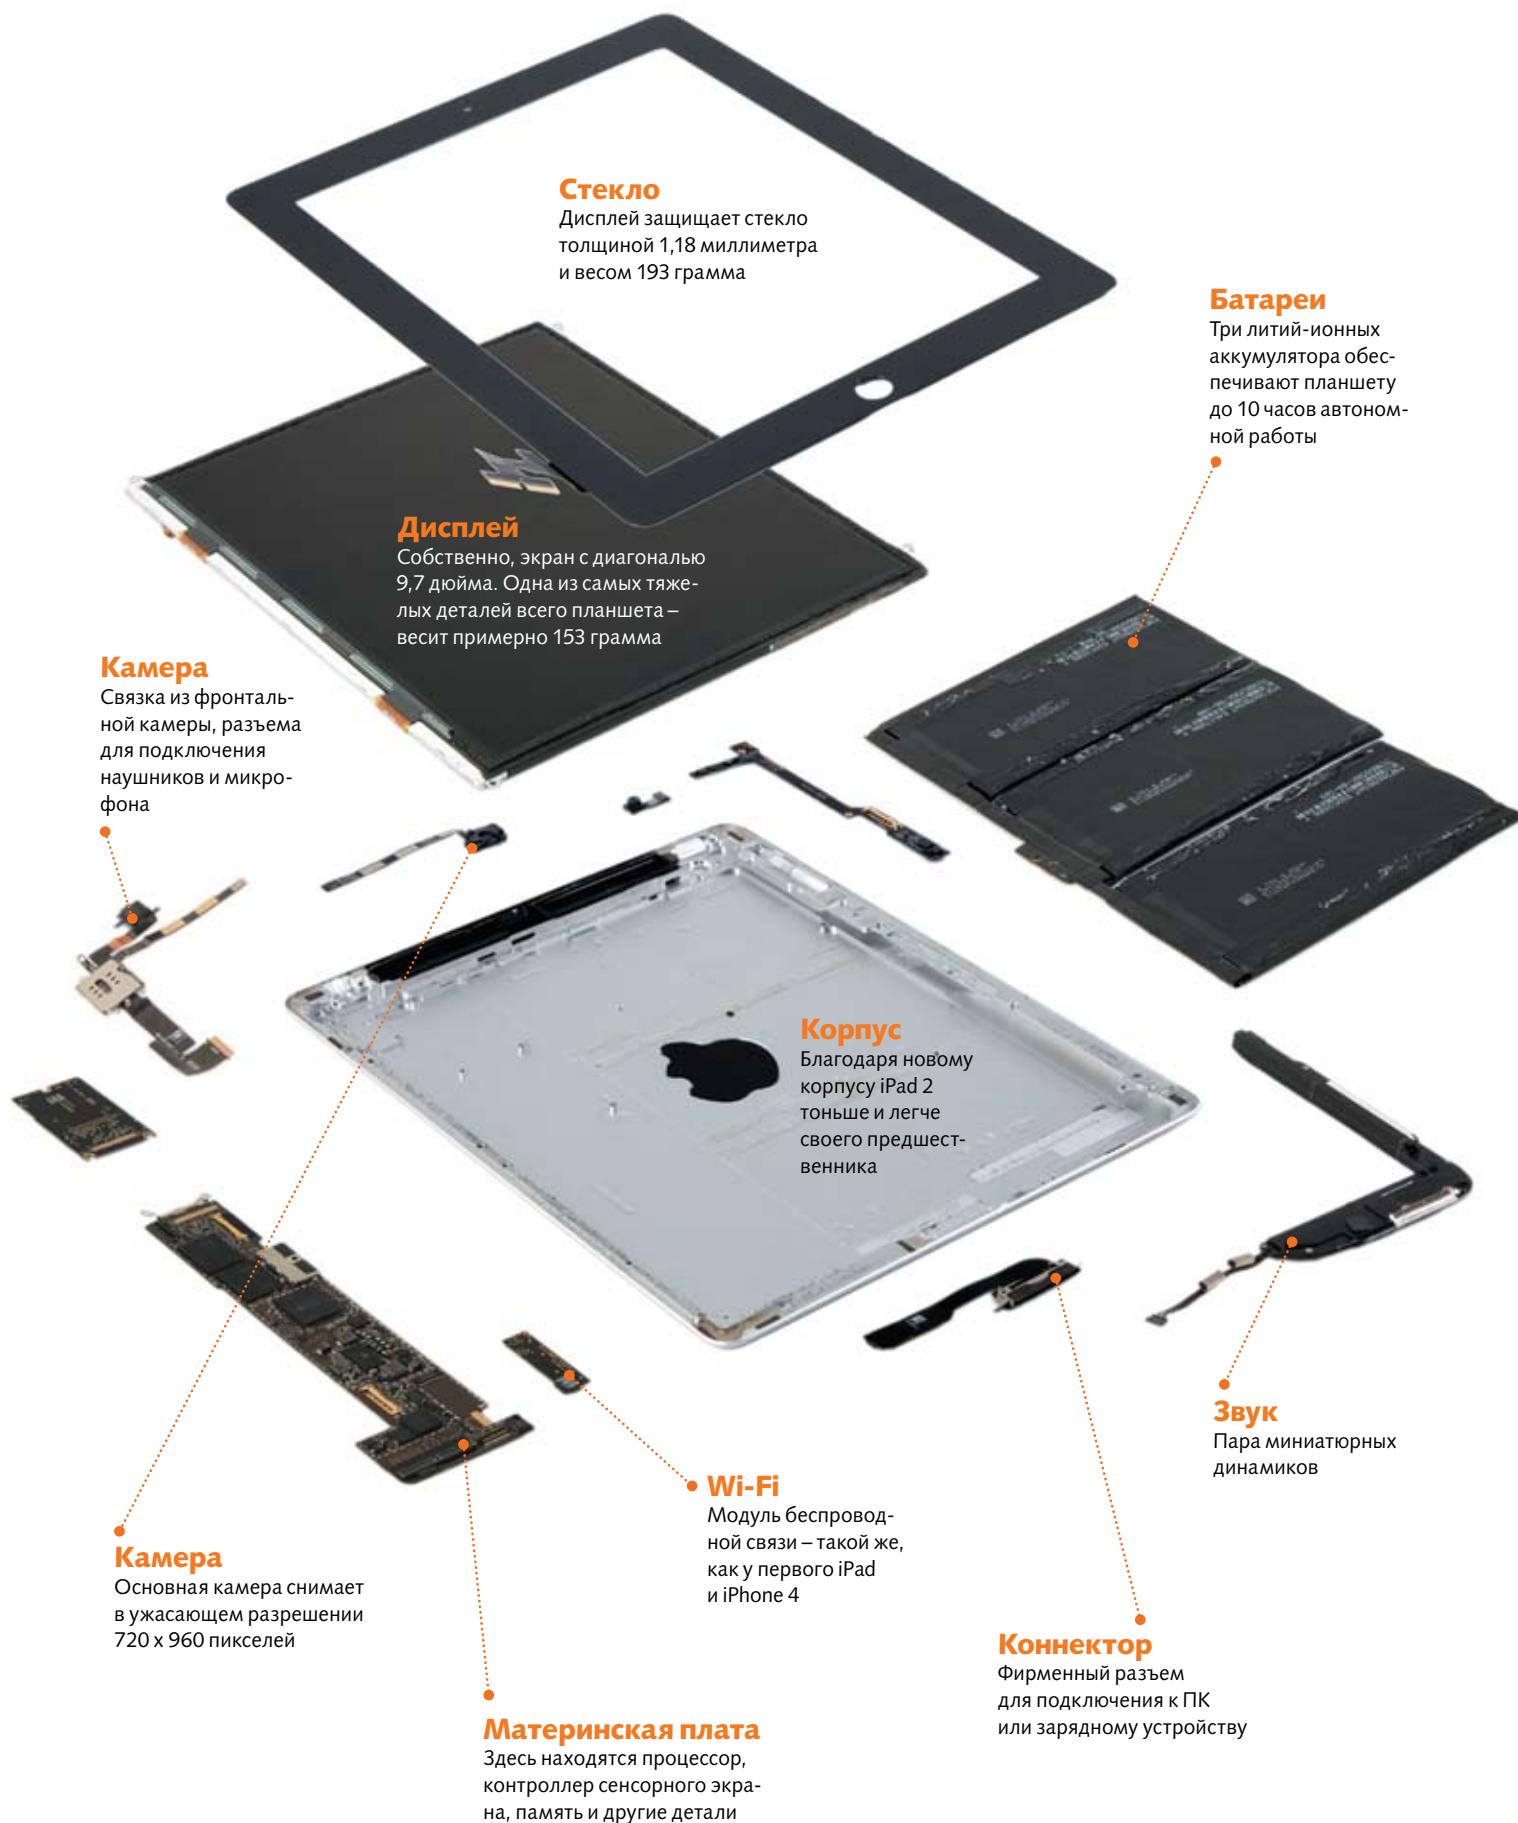 Стекло
Дисплей защищает стекло
толщиной 1,18 миллиметра
и весом 193 грамма
Батареи
Три литий-ионных
аккумулятора обес-
печивают планшету
до 10 часов автоном-
ной работы
Дисплей
Собственно, экран с диагональю
9,7 дюйма. Одна из самых тяже-
лых деталей всего планшета –
весит примерно 153 грамма
Камера
Связка из фронталь-
ной камеры, разъема
для подключения
наушников и микро-
фона
Корпус
Благодаря новому
корпусу iPad 2
тоньше и легче
своего предшест-
венника
Звук
Пара миниатюрных
динамиков
Wi-Fi
Модуль беспровод-
ной связи – такой же,
как у первого iPad
и iPhone 4
Камера
Основная камера снимает
в ужасающем разрешении
720 x 960 пикселей
Коннектор
Фирменный разъем
для подключения к ПК
или зарядному устройству
Материнская плата
Здесь находятся процессор,
контроллер сенсорного экра-
на, память и другие детали